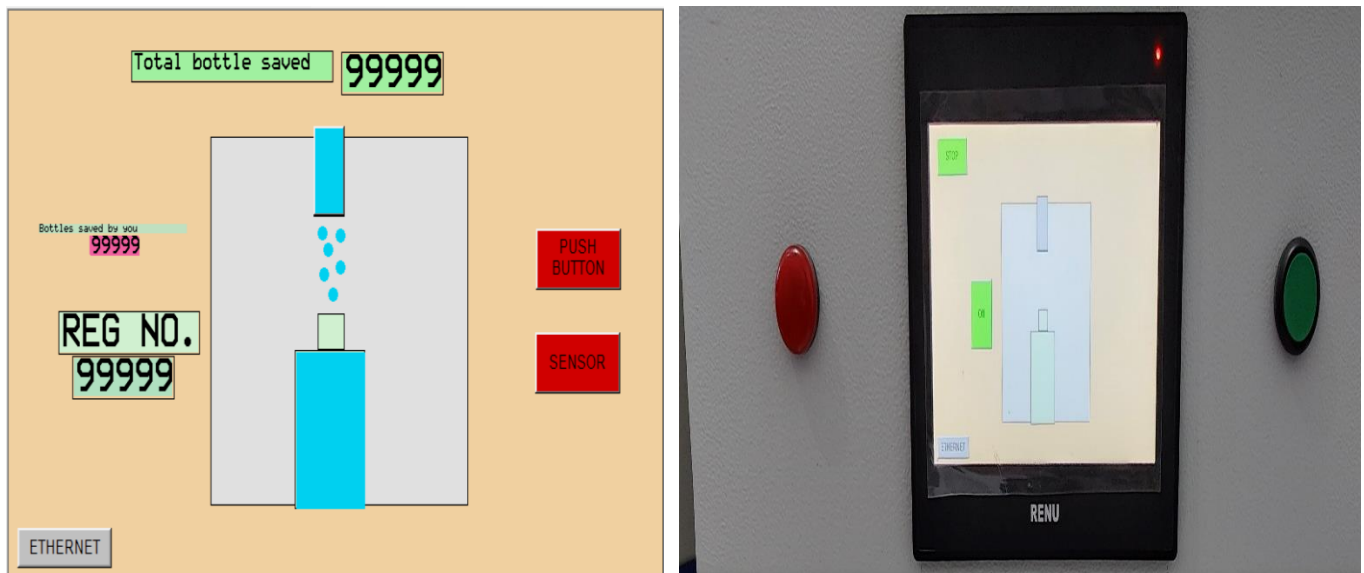 Total bottle saved 99999
Bottles saved by you
99999
REG NO.
99999
PUSH
BUTTON
SENSOR
ETHERNET
STOP
ON
ETHERNET
RENU